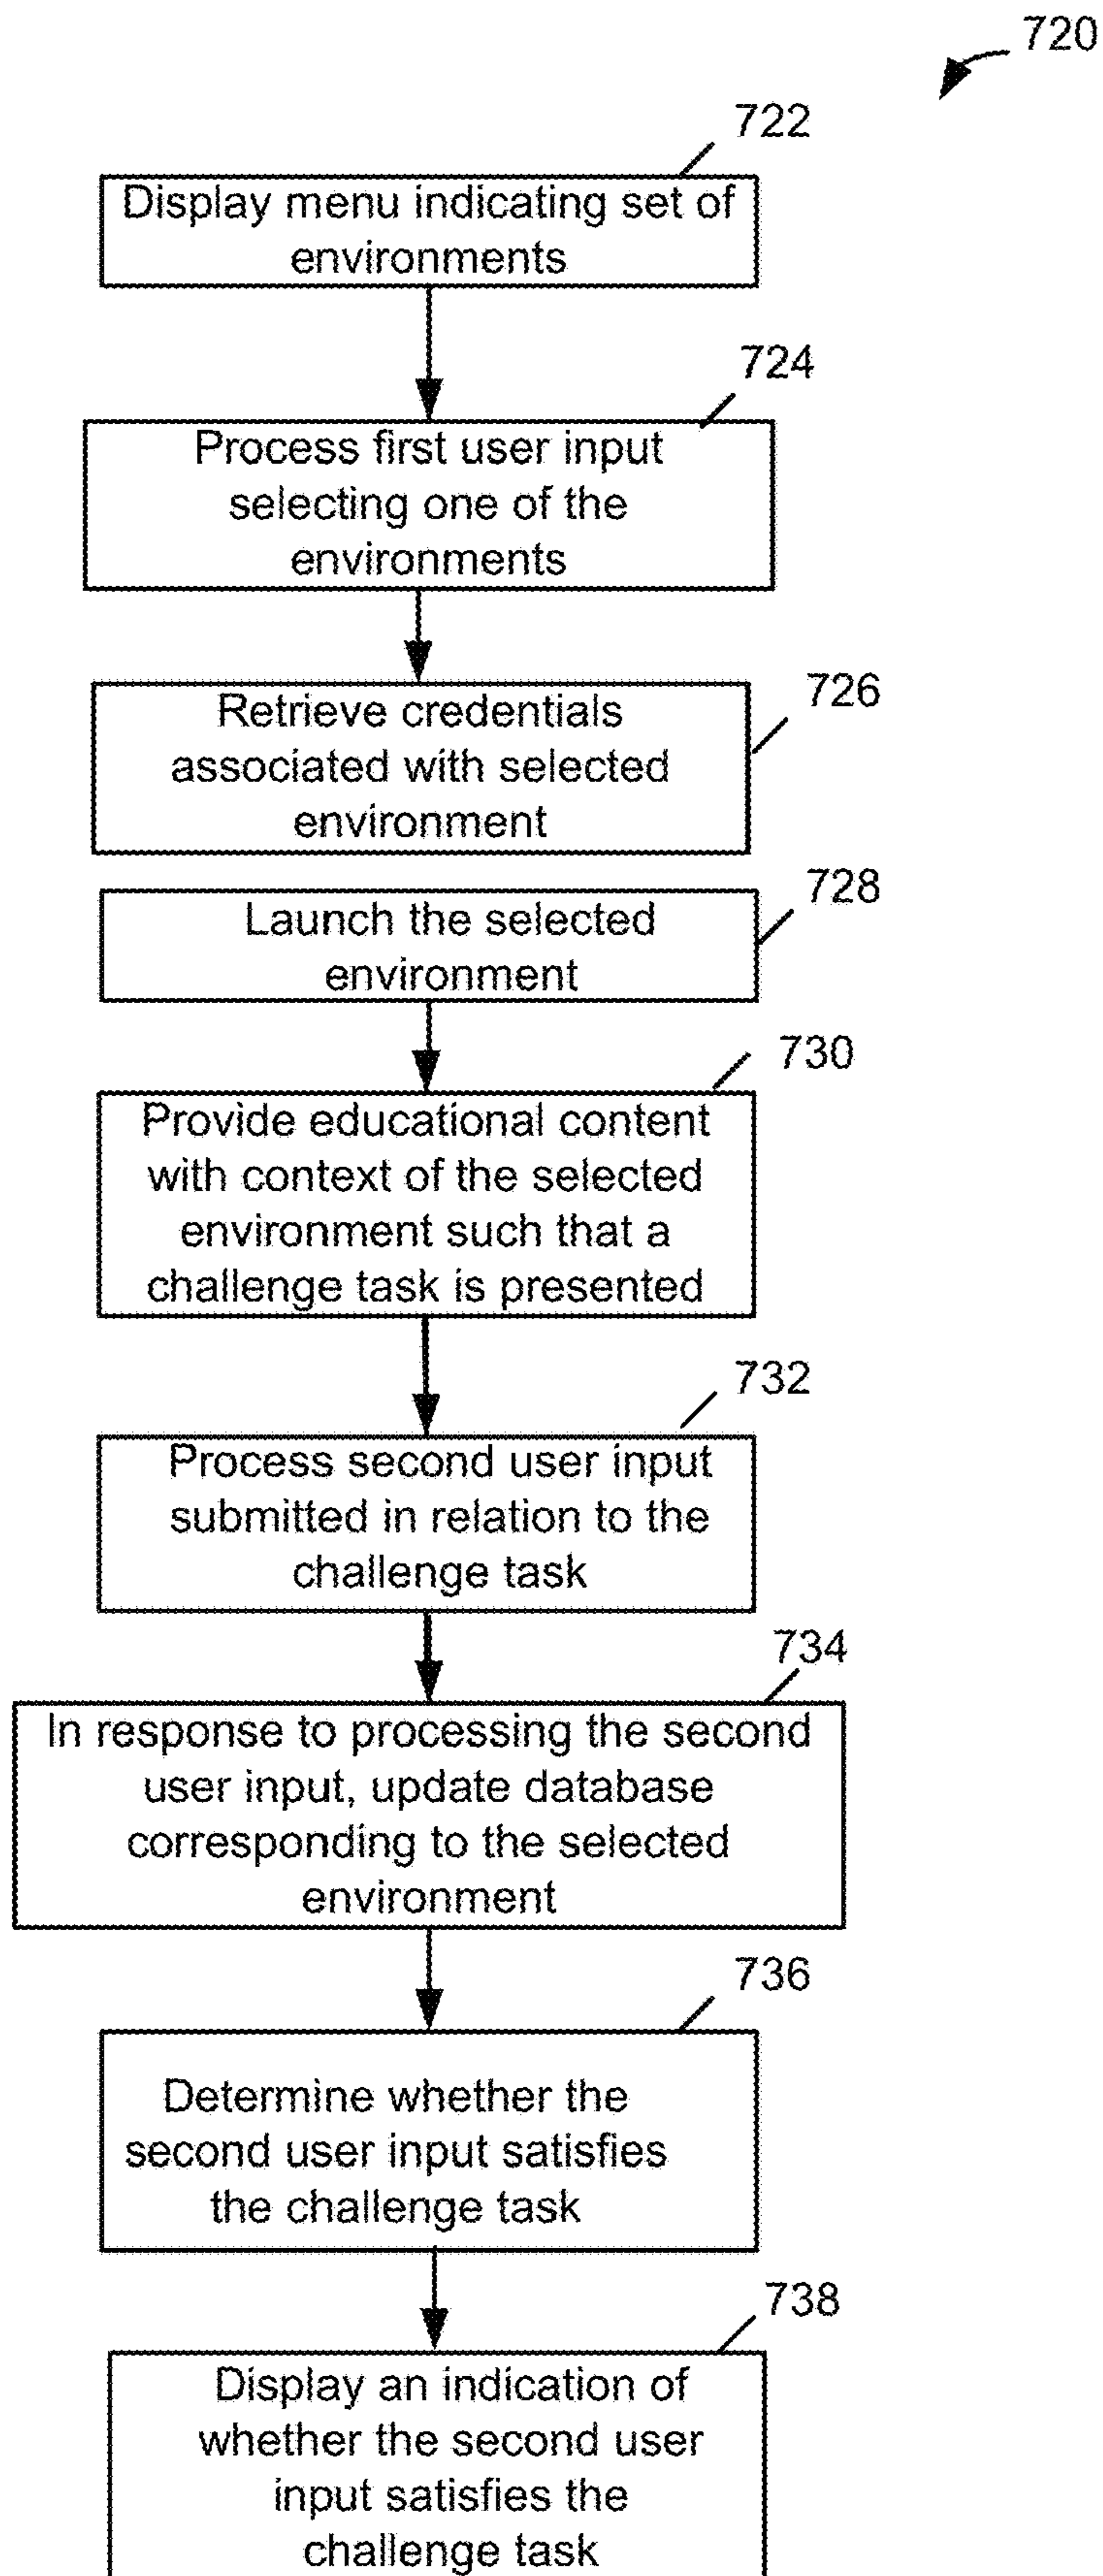 720
722
Display menu indicating set of
environments
724
Process first user input
selecting one of the
environments
726
Retrieve credentials
associated with selected
environment
728
Launch the selected
environment
730
Provide educational content
with context of the selected
environment such that a
challenge task is presented
732
Process second user input
submitted in relation to the
challenge task
734
In response to processing the second
user input, update database
corresponding to the selected
environment
736
Determine whether the
second user input satisfies
the challenge task
738
Display an indication of
whether the second user
input satisfies the
challenge task